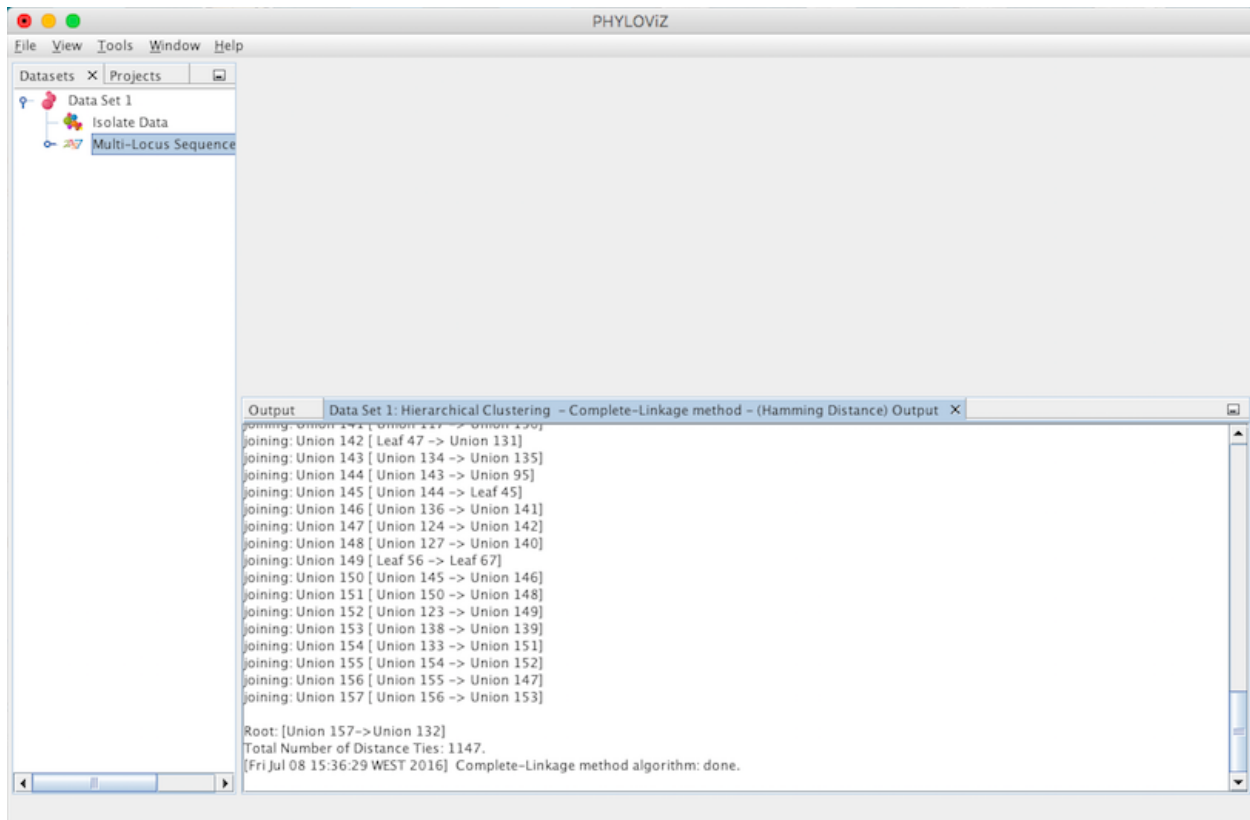 PHYLOViZ
File View Tools Window Help
Datasets × Projects
Data Set 1
Isolate Data
Multi-Locus Sequence
Output Data Set 1: Hierarchical Clustering - Complete-Linkage method - (Hamming Distance) Output ×
joining: Union 141 [ Union 117 -> Union 130]
joining: Union 142 [ Leaf 47 -> Union 131]
joining: Union 143 [ Union 134 -> Union 135]
joining: Union 144 [ Union 143 -> Union 95]
joining: Union 145 [ Union 144 -> Leaf 45]
joining: Union 146 [ Union 136 -> Union 141]
joining: Union 147 [ Union 124 -> Union 142]
joining: Union 148 [ Union 127 -> Union 140]
joining: Union 149 [ Leaf 56 -> Leaf 67]
joining: Union 150 [ Union 145 -> Union 146]
joining: Union 151 [ Union 150 -> Union 148]
joining: Union 152 [ Union 123 -> Union 149]
joining: Union 153 [ Union 138 -> Union 139]
joining: Union 154 [ Union 133 -> Union 151]
joining: Union 155 [ Union 154 -> Union 152]
joining: Union 156 [ Union 155 -> Union 147]
joining: Union 157 [ Union 156 -> Union 153]
Root: [Union 157->Union 132]
Total Number of Distance Ties: 1147.
[Fri Jul 08 15:36:29 WEST 2016] Complete-Linkage method algorithm: done.